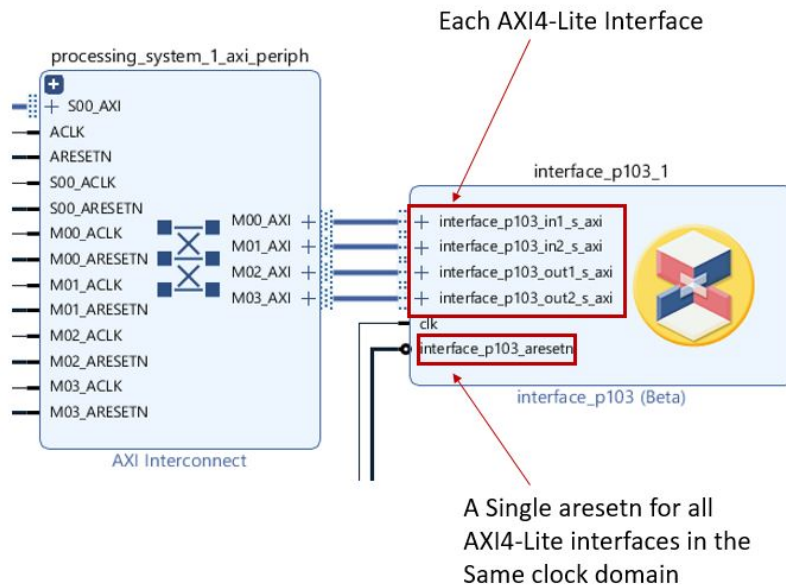 Each AXI4-Lite Interface
processing_system_1_axi_periph
S00_AXI
ACLK
ARESETN
S00_ACLK
S00_ARESETN
M00_ACLK
M00_ARESETN
M01_ACLK
M01_ARESETN
M02_ACLK
M02_ARESETN
M03_ACLK
M03_ARESETN
M00_AXI
M01_AXI
M02_AXI
M03_AXI
AXI Interconnect
interface_p103_1
interface_p103_in1_s_axi
interface_p103_in2_s_axi
interface_p103_out1_s_axi
interface_p103_out2_s_axi
clk
interface_p103_aresetn
interface_p103 (Beta)
A Single aresetn for all
AXI4-Lite interfaces in the
Same clock domain